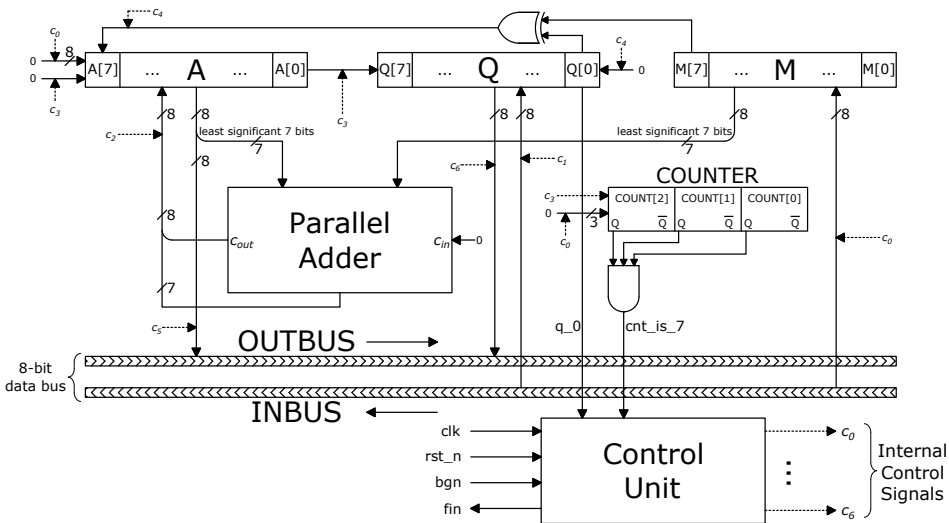 c4
c0
0
8
0
c3
A[7] ... A ... A[0]
c3
Q[7] ... Q ... Q[0]
c4
0
M[7] ... M ... M[0]
8
8
c2
least significant 7 bits
7
8
8
8
c6
c1
least significant 7 bits
7
8
8
COUNTER
c3
0
3
c0
COUNT[2] COUNT[1] COUNT[0]
Q Q Q Q Q Q
c0
8
7
cout
Parallel
Adder
cin
0
c5
OUTBUS
q_0
cnt_is_7
8-bit
data bus
INBUS
clk
rst_n
bgn
fin
Control
Unit
c0
⋮
c6
Internal
Control
Signals